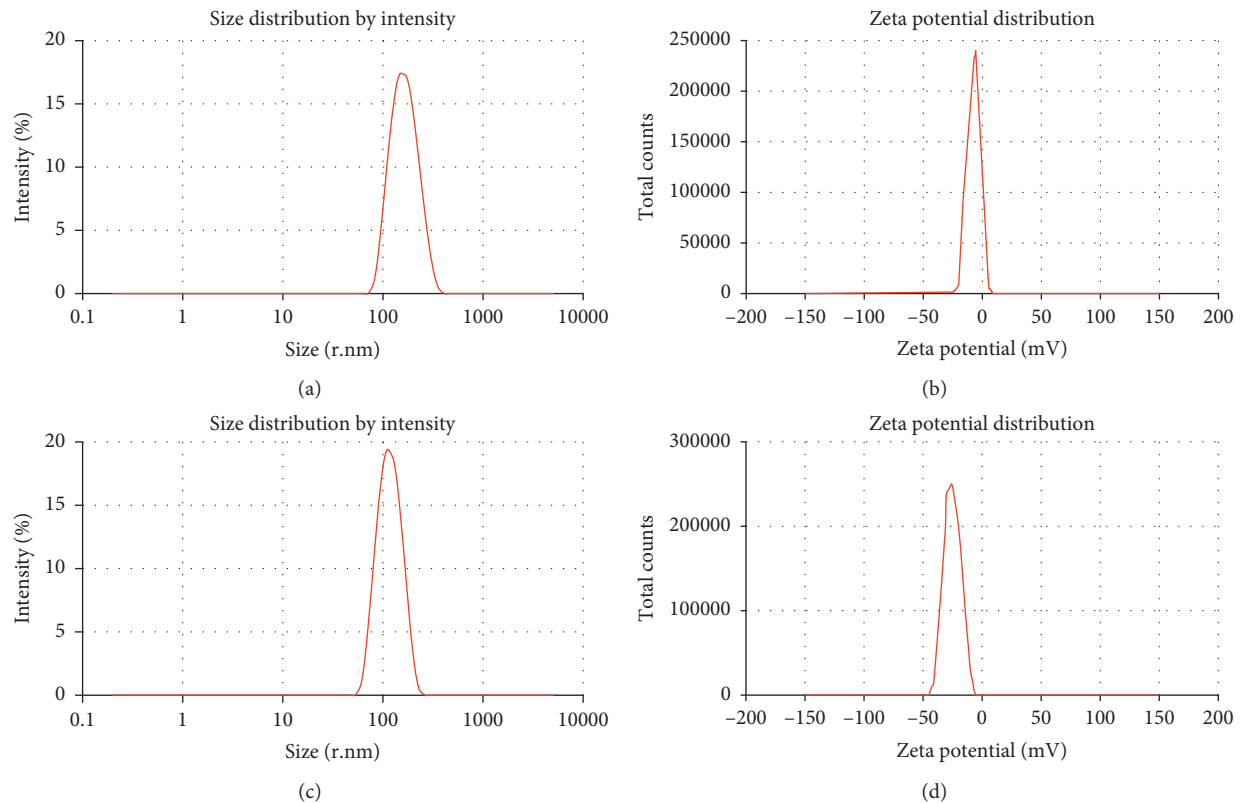 Size distribution by intensity
20
15
10
5
0
Intensity (%)
0.1 1 10 100 1000 10000
Size (r.nm)
(a)
Zeta potential distribution
250000
200000
150000
100000
50000
0
Total counts
−200 −150 −100 −50 0 50 100 150 200
Zeta potential (mV)
(b)
Size distribution by intensity
20
15
10
5
0
Intensity (%)
0.1 1 10 100 1000 10000
Size (r.nm)
(c)
Zeta potential distribution
300000
200000
100000
0
Total counts
−200 −150 −100 −50 0 50 100 150 200
Zeta potential (mV)
(d)